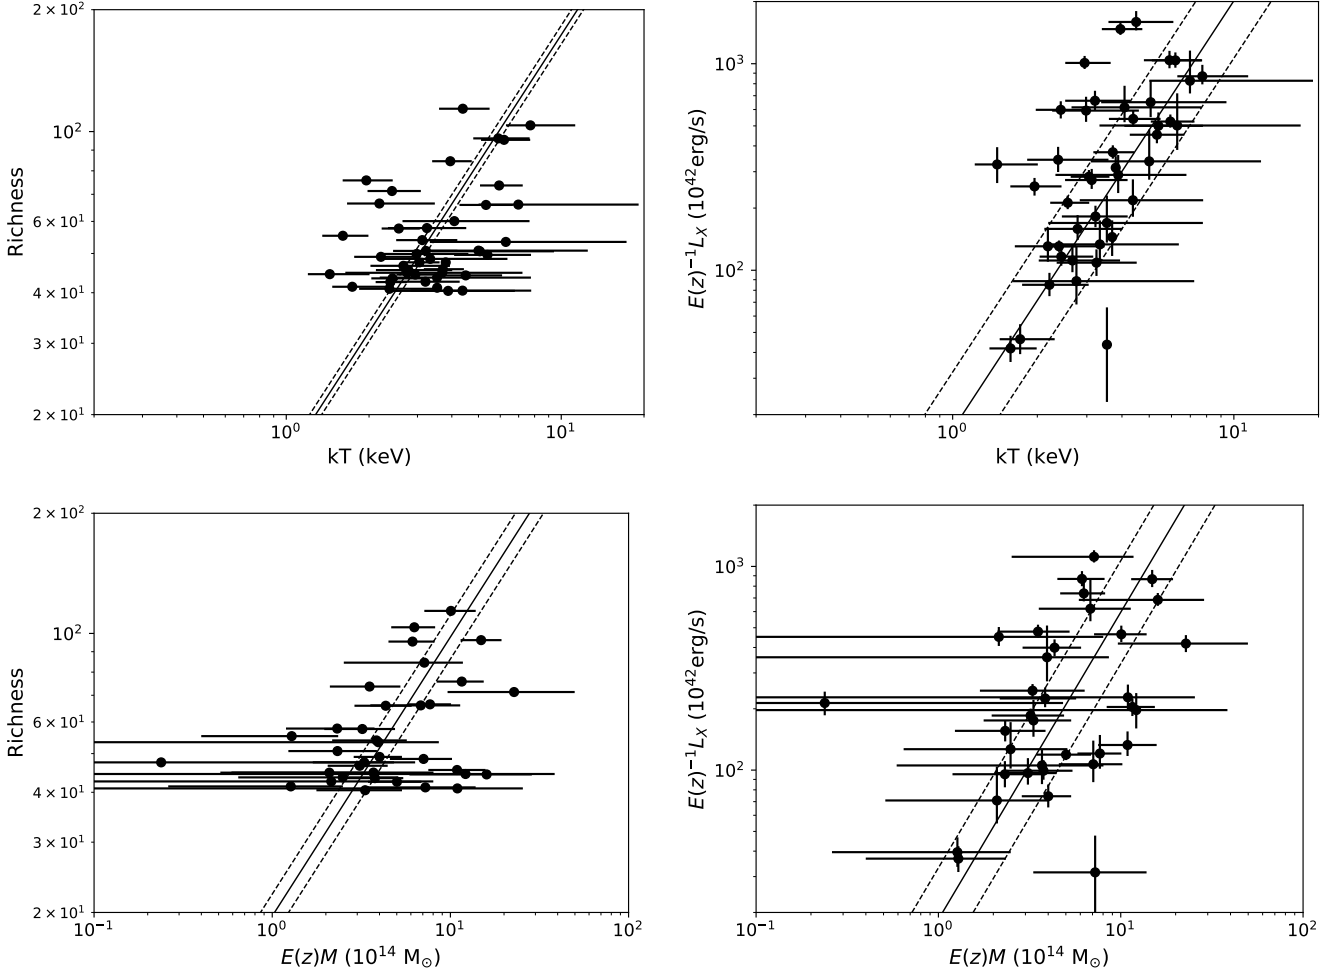 2 × 10²
10²
6 × 10¹
4 × 10¹
3 × 10¹
2 × 10¹
Richness
10⁰
10¹
kT (keV)
10³
10²
E(z)⁻¹L_X (10⁴²erg/s)
10⁰
10¹
kT (keV)
2 × 10²
10²
6 × 10¹
4 × 10¹
3 × 10¹
2 × 10¹
Richness
10⁻¹
10⁰
10¹
10²
E(z)M (10¹⁴ M☉)
10³
10²
E(z)⁻¹L_X (10⁴²erg/s)
10⁻¹
10⁰
10¹
10²
E(z)M (10¹⁴ M☉)